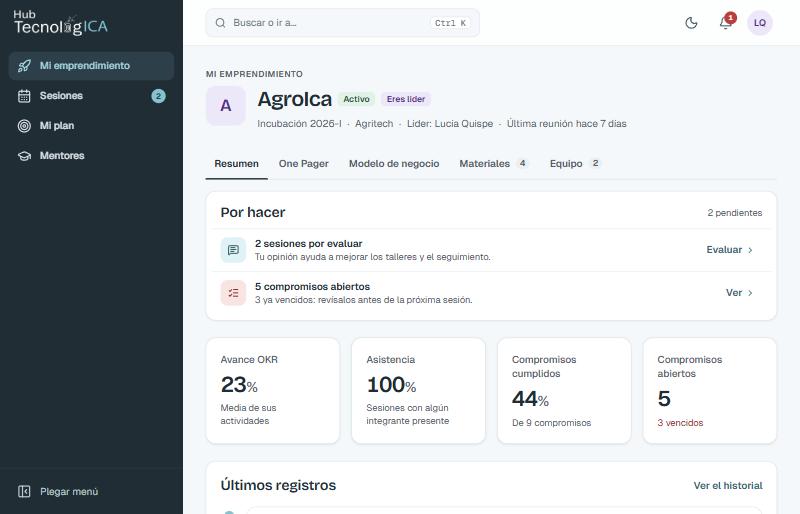 Hub
TecnológICA
Buscar o ir a...
Ctrl K
1
LQ
Mi emprendimiento
Sesiones
2
Mi plan
Mentores
Plegar menú
MI EMPRENDIMIENTO
A
AgroIca
Activo
Eres líder
Incubación 2026-I · Agritech · Líder: Lucía Quispe · Última reunión hace 7 días
Resumen
One Pager
Modelo de negocio
Materiales 4
Equipo 2
Por hacer
2 pendientes
2 sesiones por evaluar
Tu opinión ayuda a mejorar los talleres y el seguimiento.
Evaluar
5 compromisos abiertos
3 ya vencidos: revísalos antes de la próxima sesión.
Ver
Avance OKR
23%
Media de sus
actividades
Asistencia
100%
Sesiones con algún
integrante presente
Compromisos
cumplidos
44%
De 9 compromisos
Compromisos
abiertos
5
3 vencidos
Últimos registros
Ver el historial